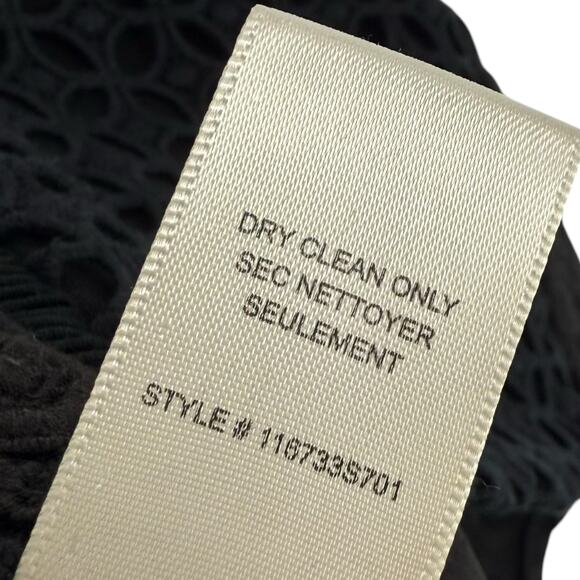 DRY CLEAN ONLY
SEC NETTOYER
SEULEMENT
STYLE # 116733S701